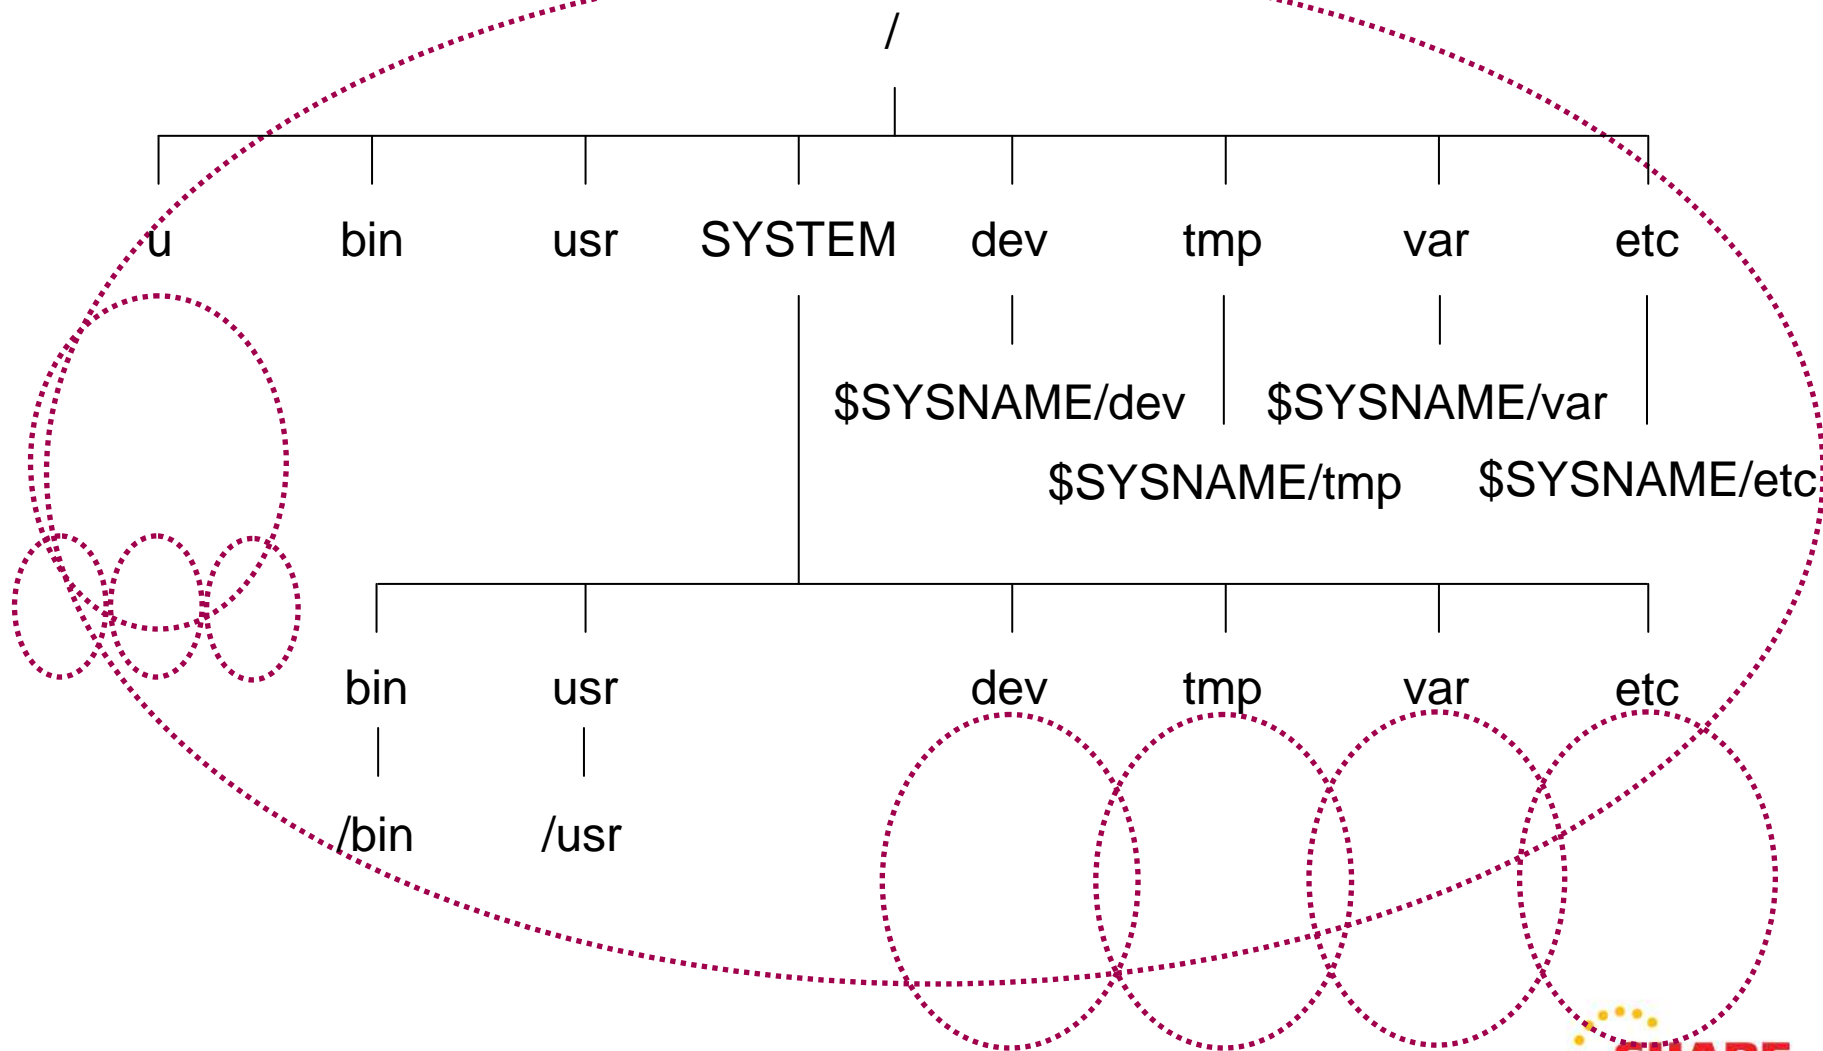 /
u bin usr SYSTEM dev tmp var etc
$SYSNAME/dev $SYSNAME/var
$SYSNAME/tmp $SYSNAME/etc
bin usr dev tmp var etc
/bin /usr